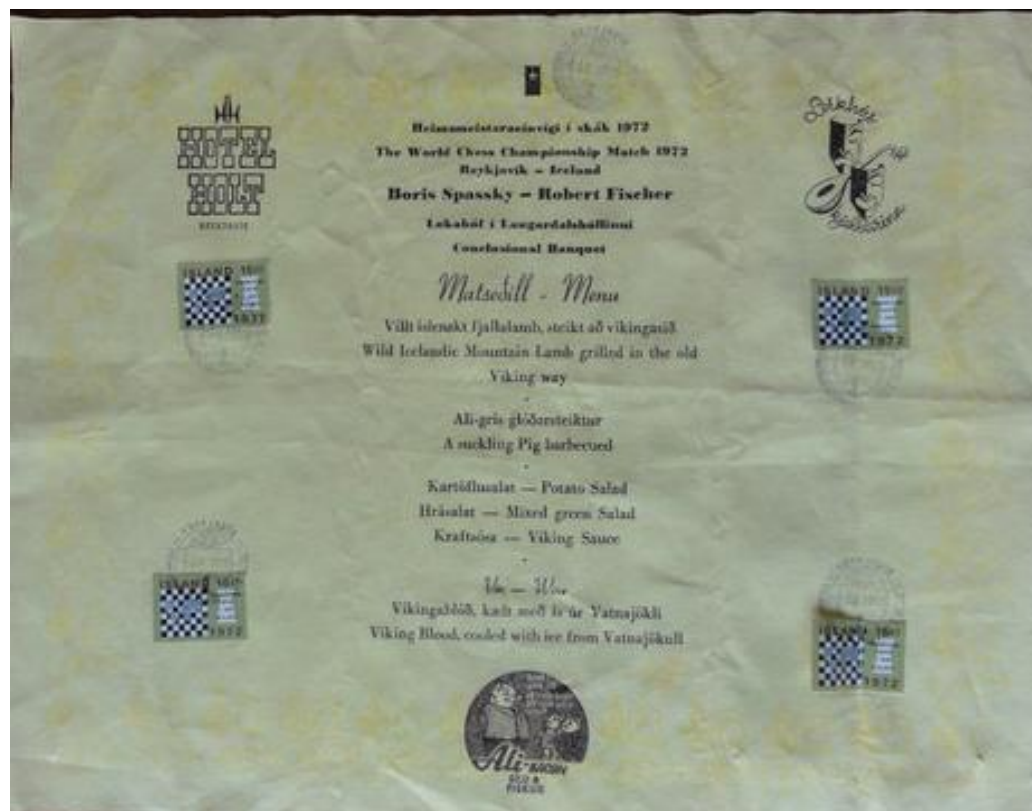 Heimsmeistaraeinvígi í skák 1972
The World Chess Championship Match 1972
Reykjavík – Iceland
Boris Spassky – Robert Fischer
Lokahóf í Laugardalshöllinni
Conclusional Banquet
HOTEL
HOLT
REYKJAVIK
Matseðill - Menu
ISLAND
1972
ISLAND
1972
Villt íslenskt fjallalamb, steikt að víkingasið
Wild Icelandic Mountain Lamb grilled in the old
Viking way
Ali-grís glóðarsteiktur
A suckling Pig barbecued
Kartöflusalat — Potato Salad
Hrásalat — Mixed green Salad
Kraftsósa — Viking Sauce
ISLAND
1972
ISLAND
1972
Vín — Wine
Víkingablóð, kælt með ís úr Vatnajökli
Viking Blood, cooled with ice from Vatnajökull
Ali-BACON
SÍLD &
FISKUR